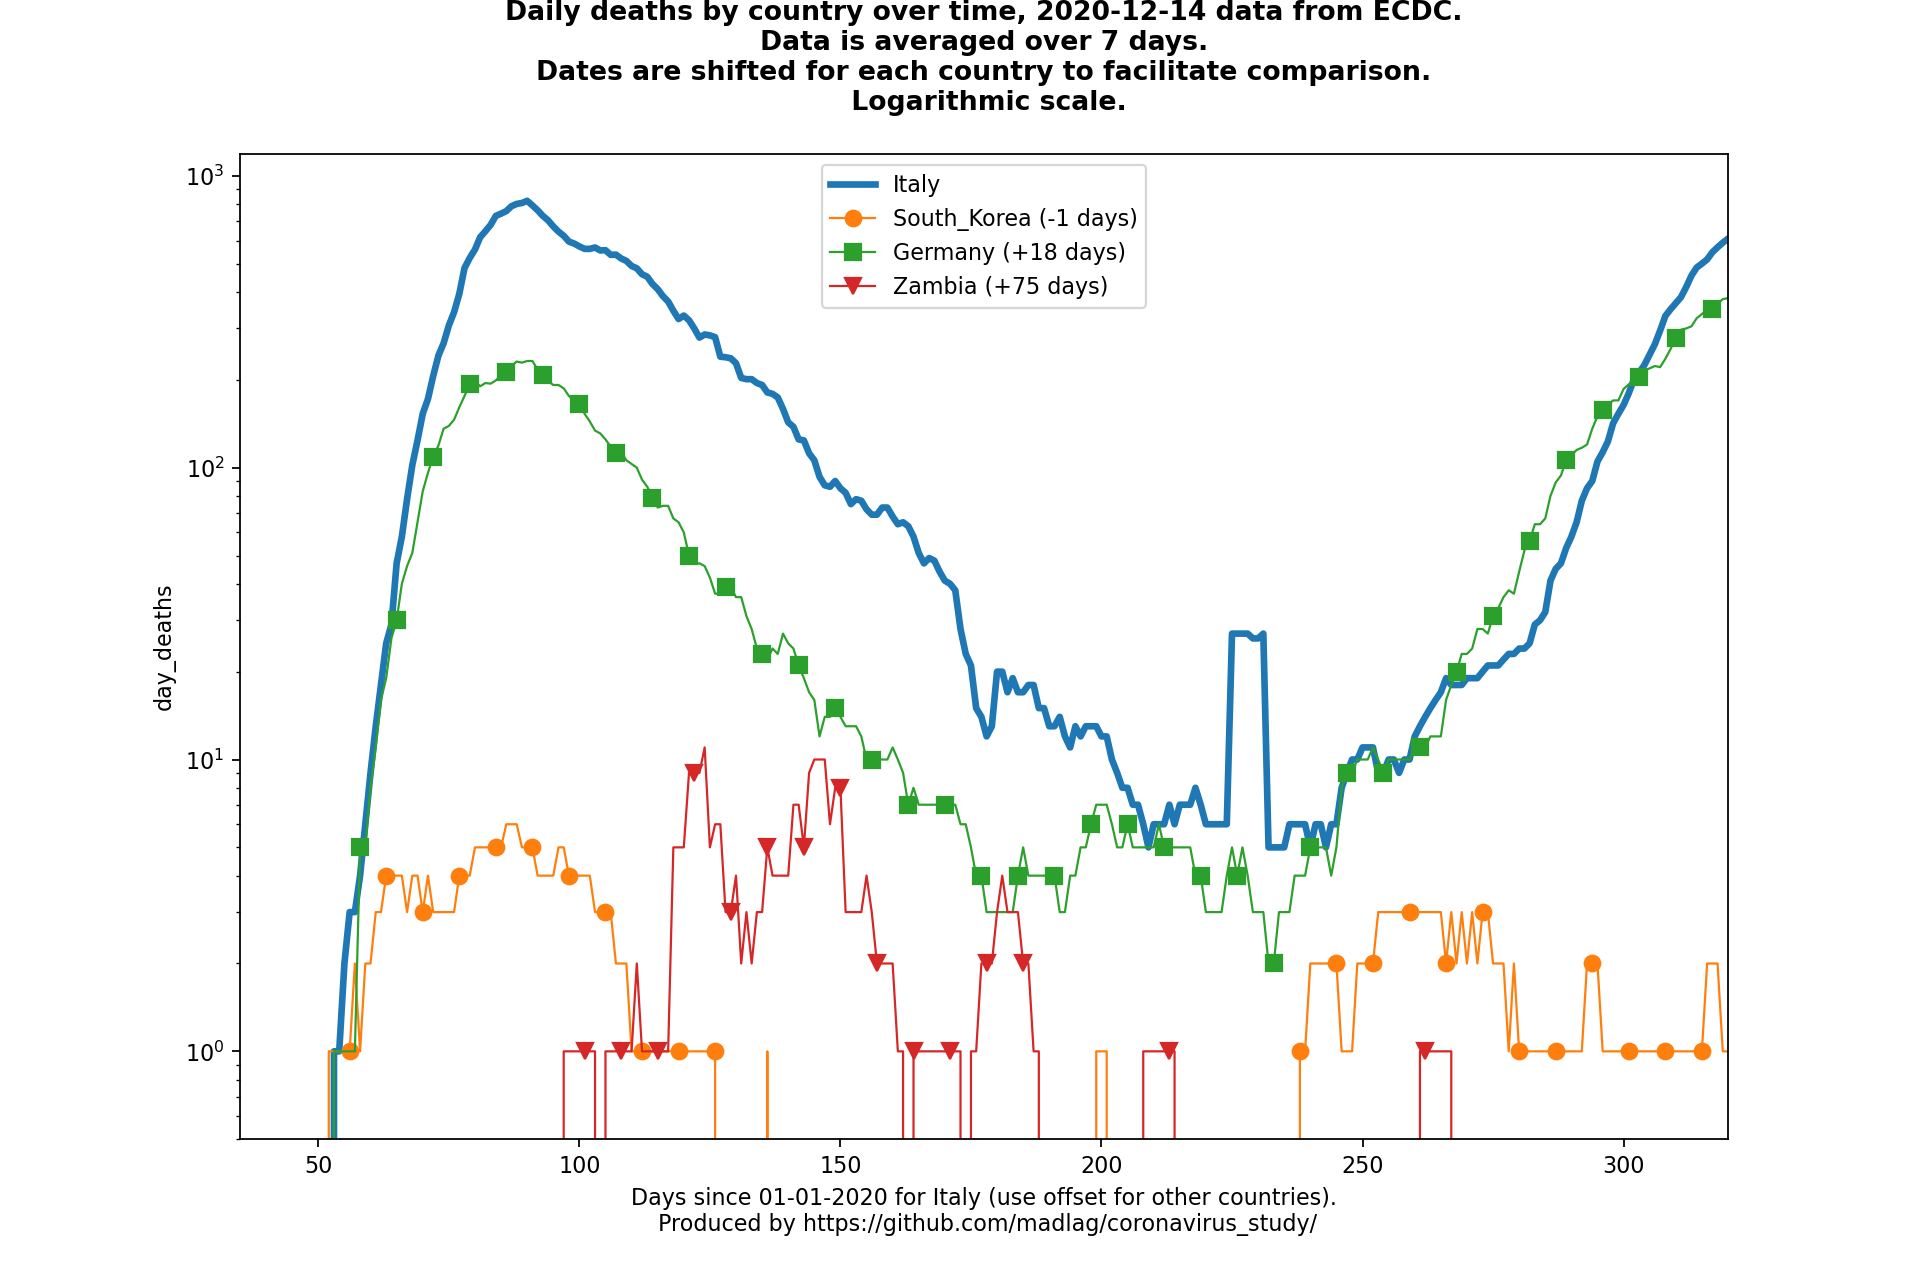 Daily deaths by country over time, 2020-12-14 data from ECDC.
Data is averaged over 7 days.
Dates are shifted for each country to facilitate comparison.
Logarithmic scale.
Italy
South_Korea (-1 days)
Germany (+18 days)
Zambia (+75 days)
day_deaths
10³
10²
10¹
10⁰
50 100 150 200 250 300
Days since 01-01-2020 for Italy (use offset for other countries).
Produced by https://github.com/madlag/coronavirus_study/